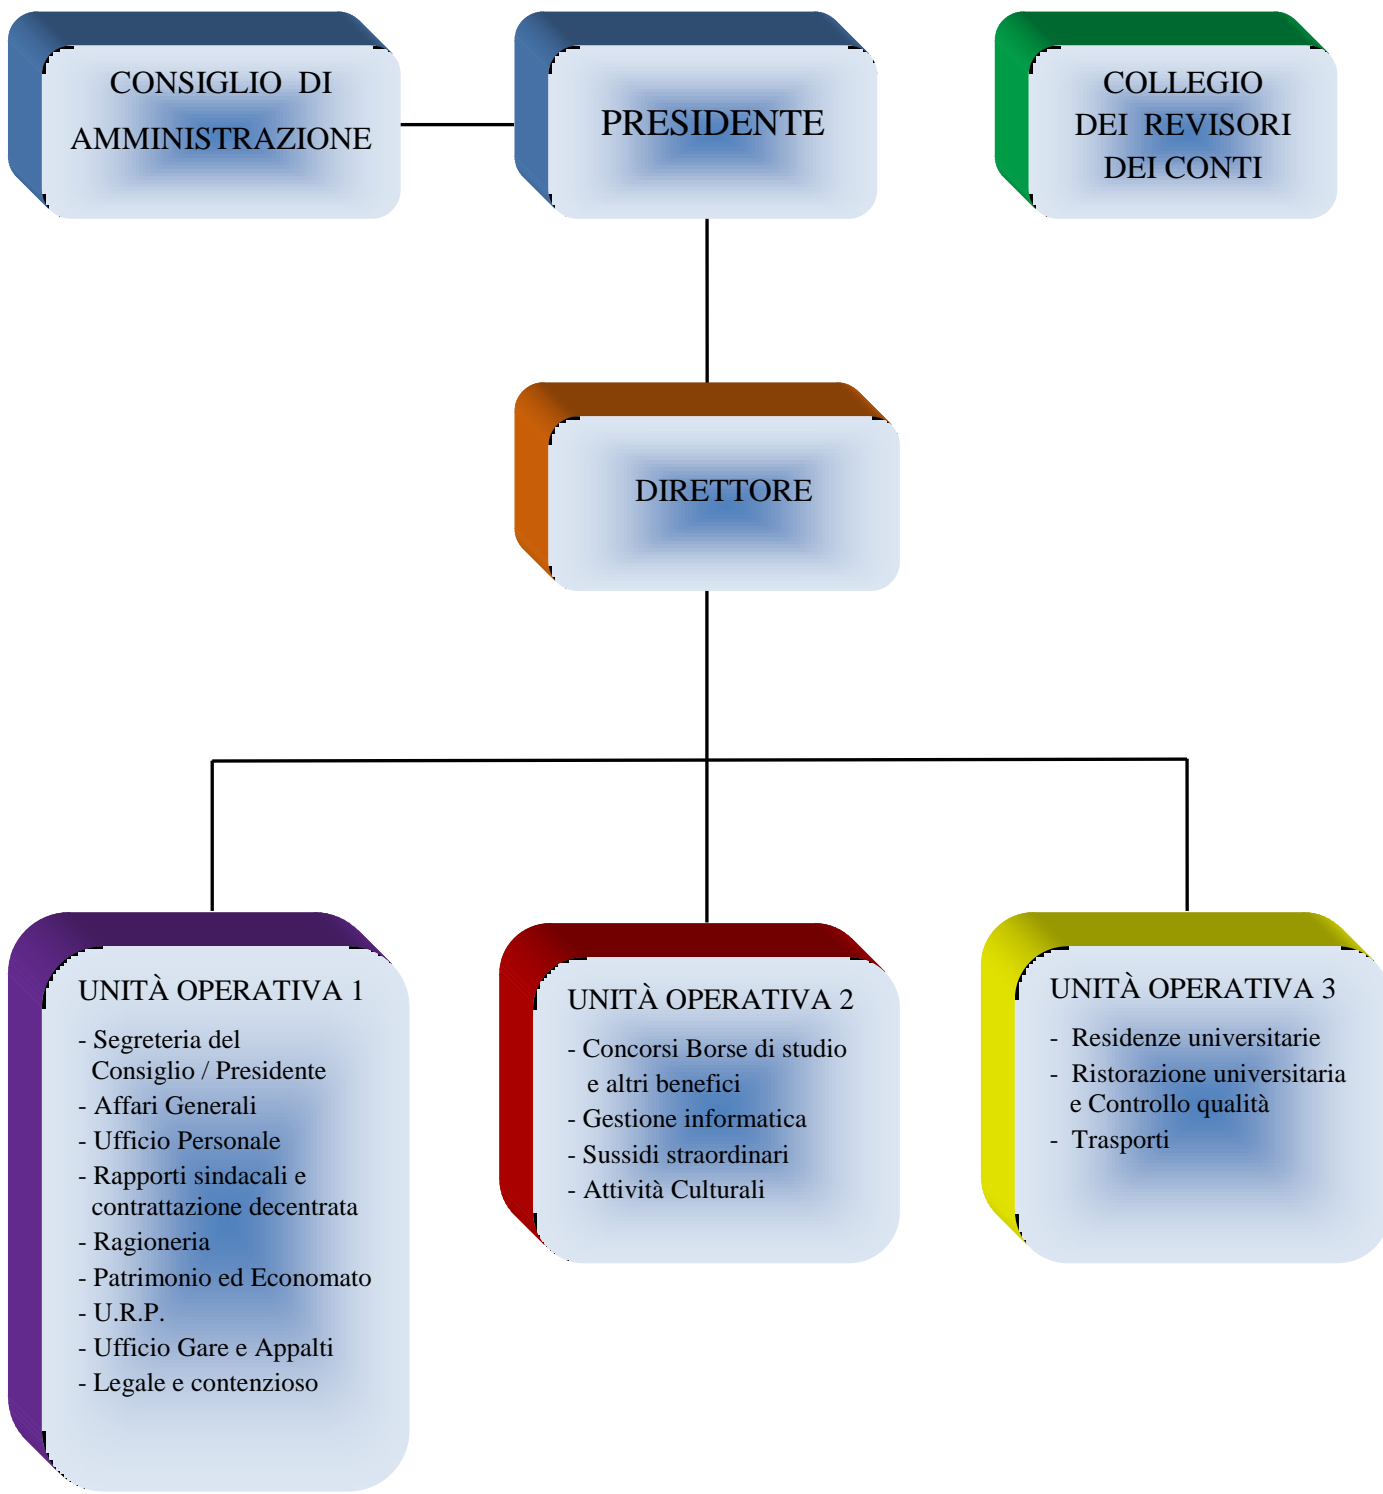 CONSIGLIO DI
AMMINISTRAZIONE
PRESIDENTE
COLLEGIO
DEI REVISORI
DEI CONTI
DIRETTORE
UNITÀ OPERATIVA 1
- Segreteria del
Consiglio / Presidente
- Affari Generali
- Ufficio Personale
- Rapporti sindacali e
contrattazione decentrata
- Ragioneria
- Patrimonio ed Economato
- U.R.P.
- Ufficio Gare e Appalti
- Legale e contenzioso
UNITÀ OPERATIVA 2
- Concorsi Borse di studio
e altri benefici
- Gestione informatica
- Sussidi straordinari
- Attività Culturali
UNITÀ OPERATIVA 3
- Residenze universitarie
- Ristorazione universitaria
e Controllo qualità
- Trasporti